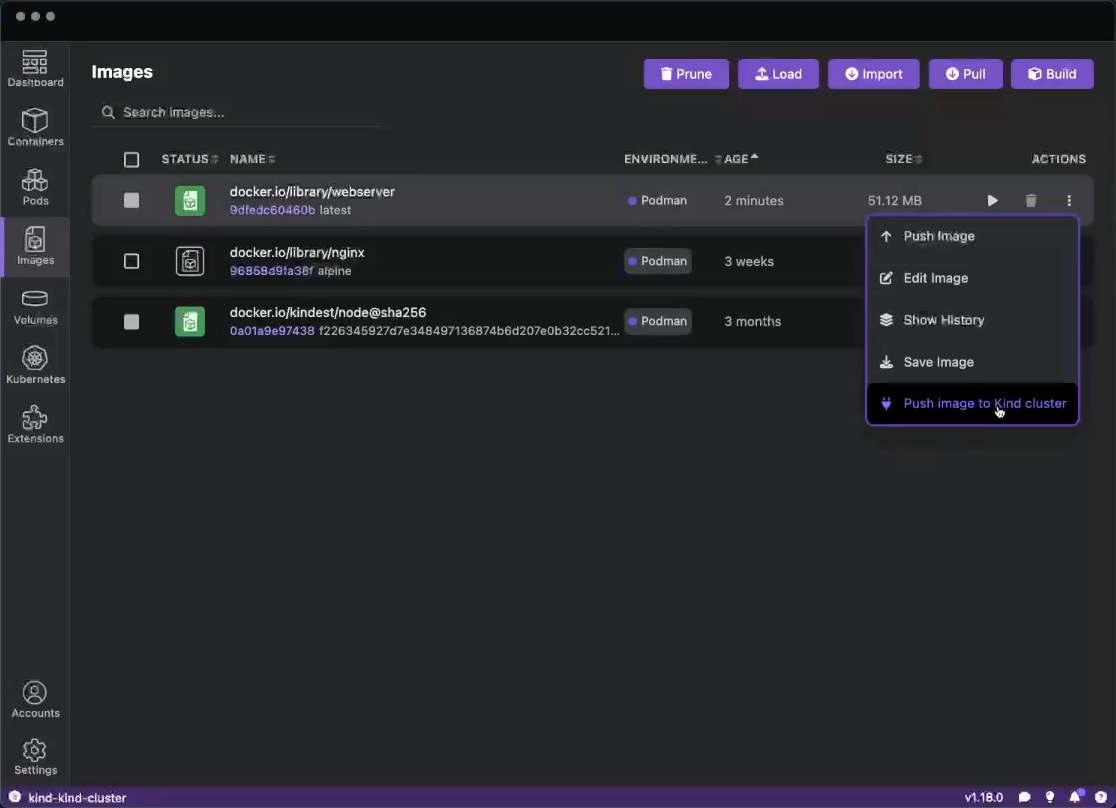 Images
Prune
Load
Import
Pull
Build
Search images...
STATUS
NAME
ENVIRONME...
AGE
SIZE
ACTIONS
docker.io/library/webserver
9dfedc60460b latest
Podman
2 minutes
51.12 MB
docker.io/library/nginx
96858d9fa38f alpine
Podman
3 weeks
docker.io/kindest/node@sha256
0a01a9e97438 f226345927d7e348497136874b6d207e0b32cc521...
Podman
3 months
Push Image
Edit Image
Show History
Save Image
Push image to Kind cluster
Dashboard
Containers
Pods
Images
Volumes
Kubernetes
Extensions
Accounts
Settings
kind-kind-cluster
v1.18.0